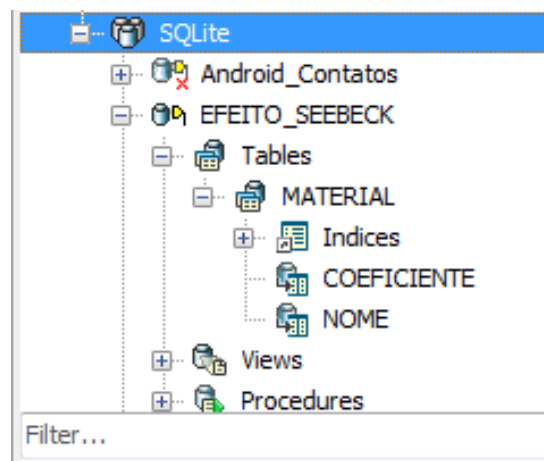 SQLite
Android_Contatos
EFEITO_SEEBECK
Tables
MATERIAL
Indices
COEFICIENTE
NOME
Views
Procedures
Filter...